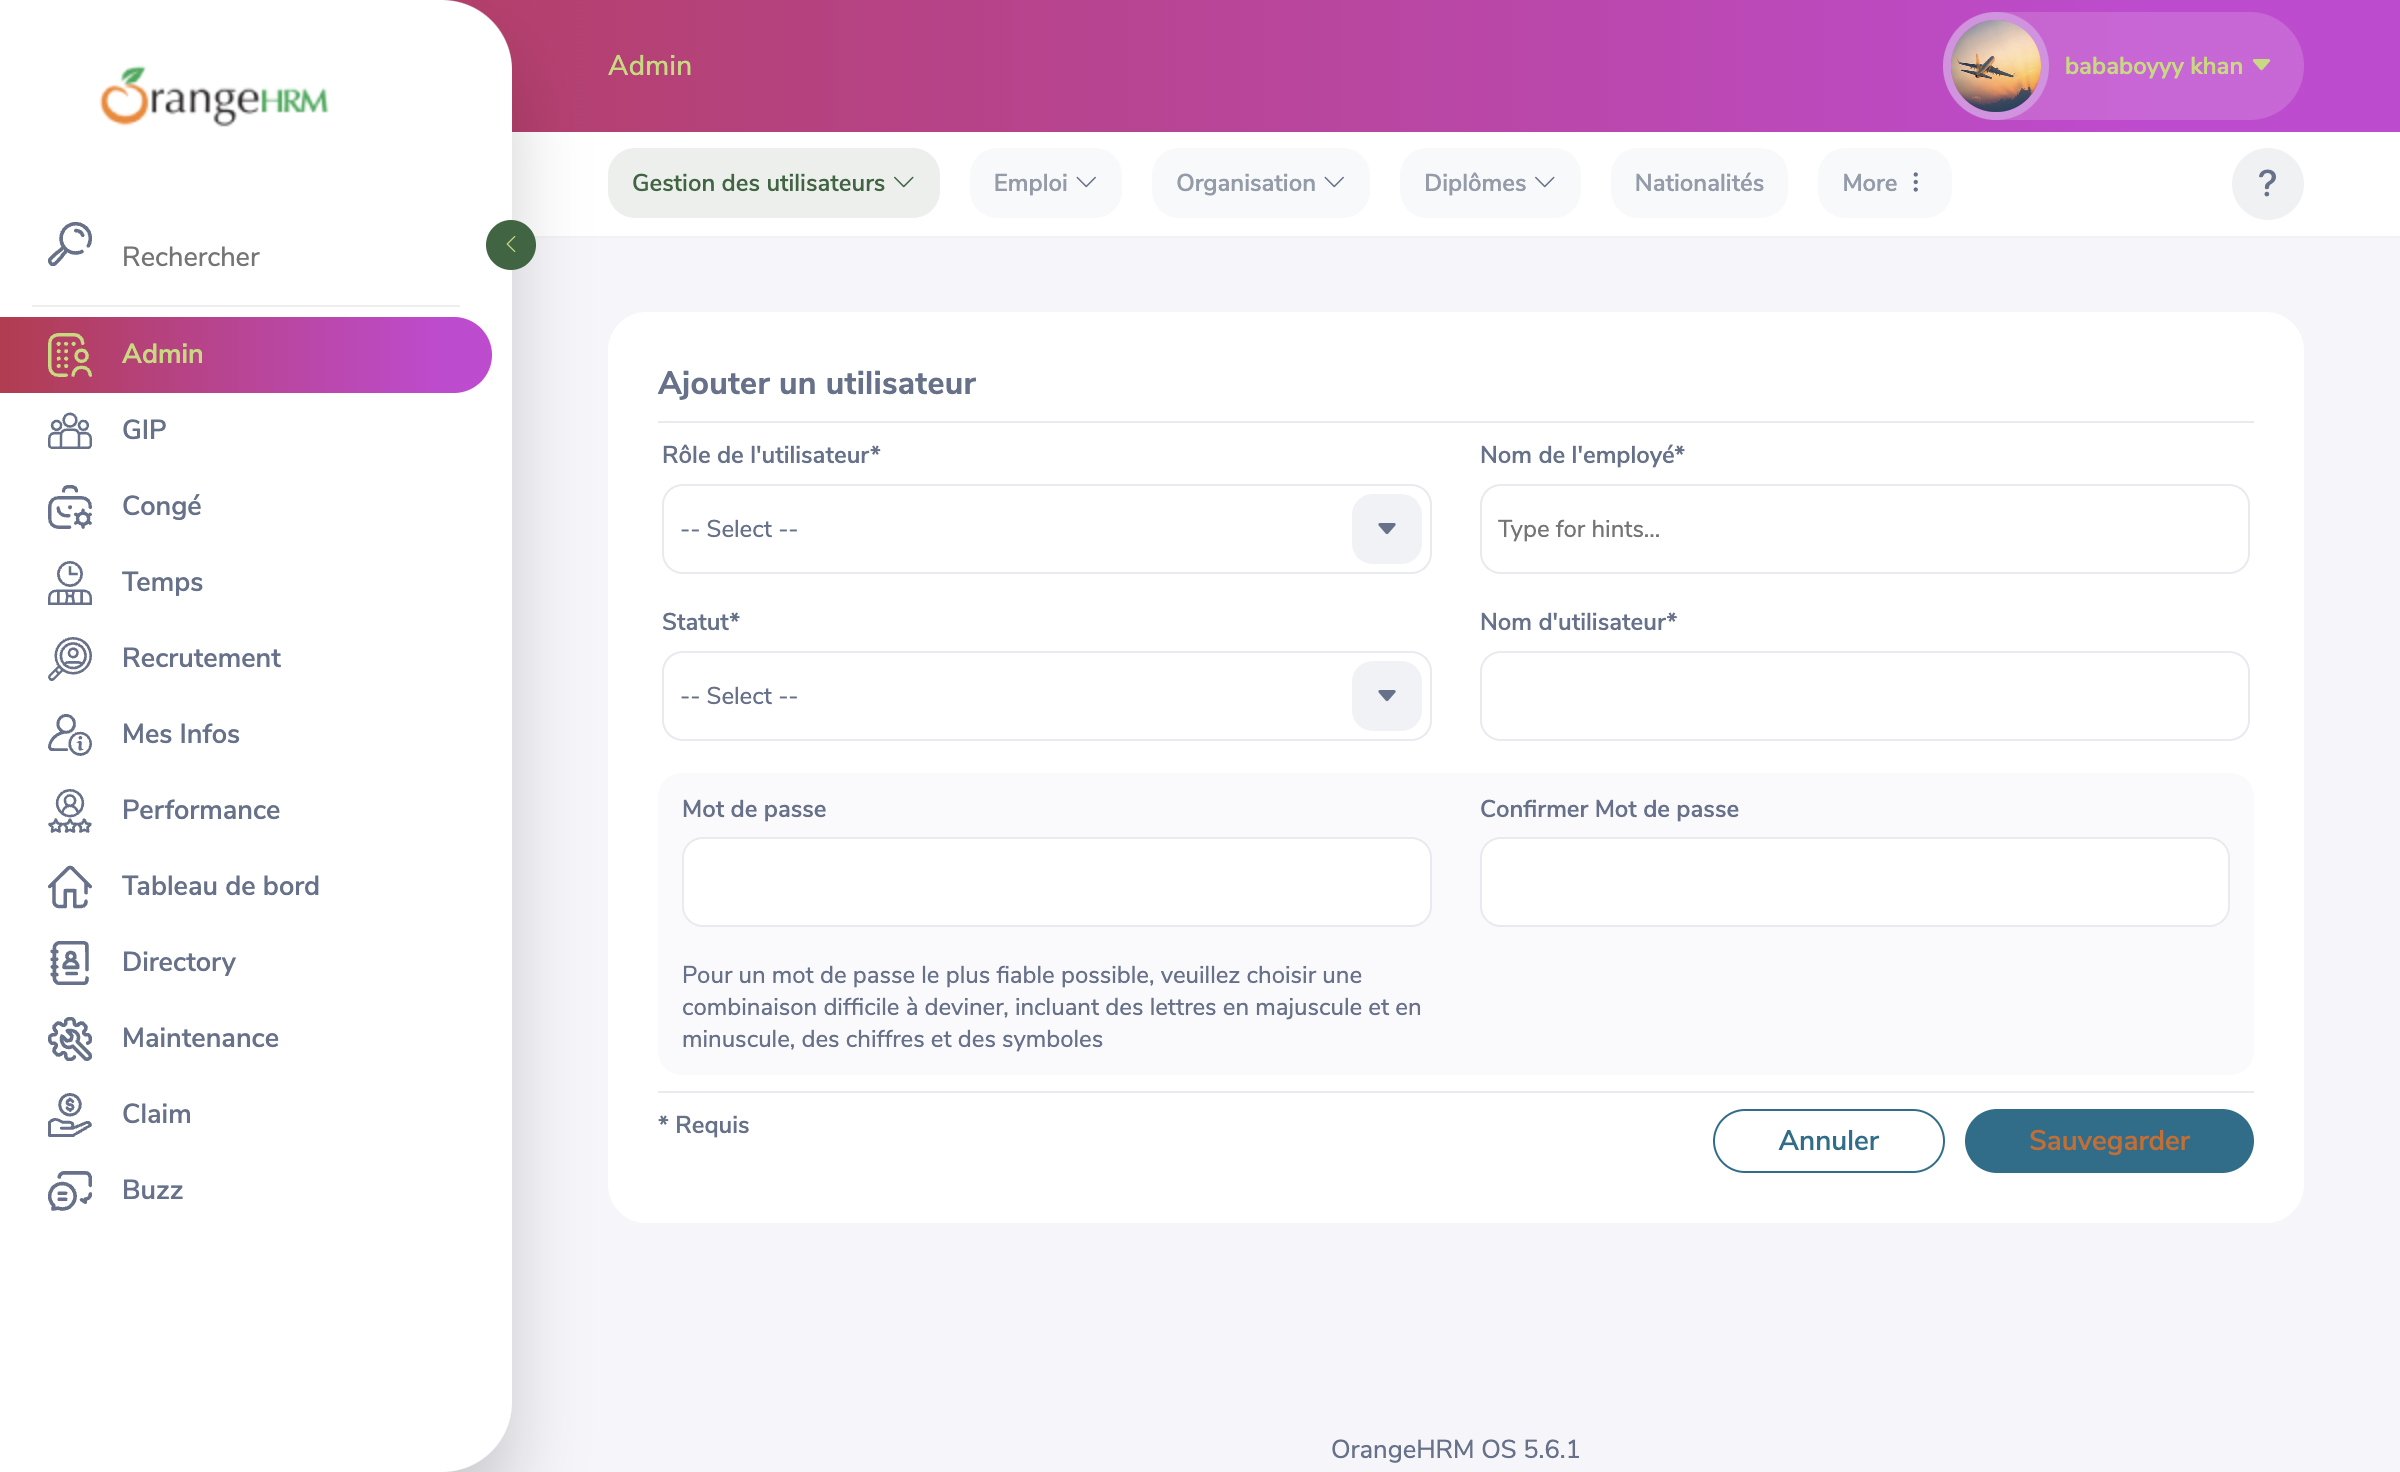 OrangeHRM
Rechercher
Admin
GIP
Congé
Temps
Recrutement
Mes Infos
Performance
Tableau de bord
Directory
Maintenance
Claim
Buzz
Admin
bababoyyy khan
Gestion des utilisateurs
Emploi
Organisation
Diplômes
Nationalités
More
?
Ajouter un utilisateur
Rôle de l'utilisateur*
-- Select --
Nom de l'employé*
Type for hints...
Statut*
-- Select --
Nom d'utilisateur*
Mot de passe
Confirmer Mot de passe
Pour un mot de passe le plus fiable possible, veuillez choisir une
combinaison difficile à deviner, incluant des lettres en majuscule et en
minuscule, des chiffres et des symboles
* Requis
Annuler
Sauvegarder
OrangeHRM OS 5.6.1